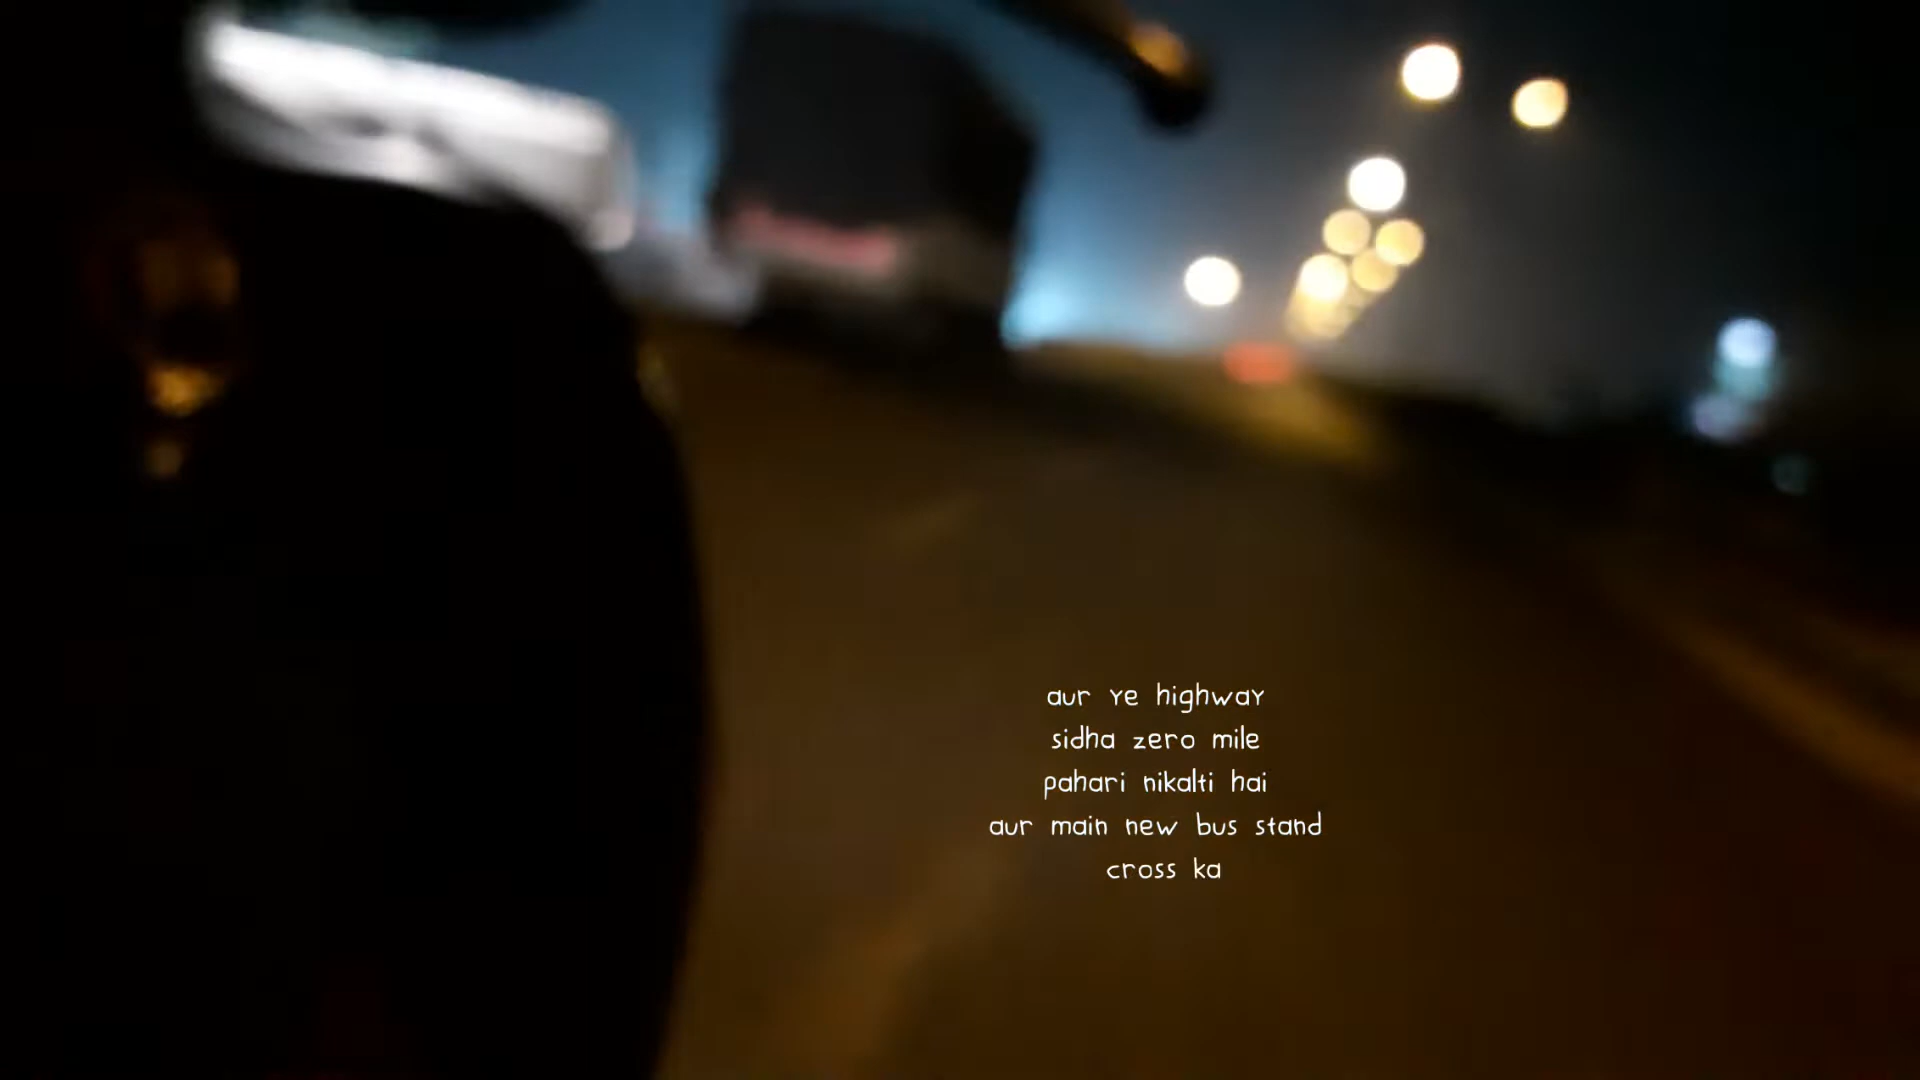 aur ye highway
sidha zero mile
pahari nikalti hai
aur main new bus stand
cross ka